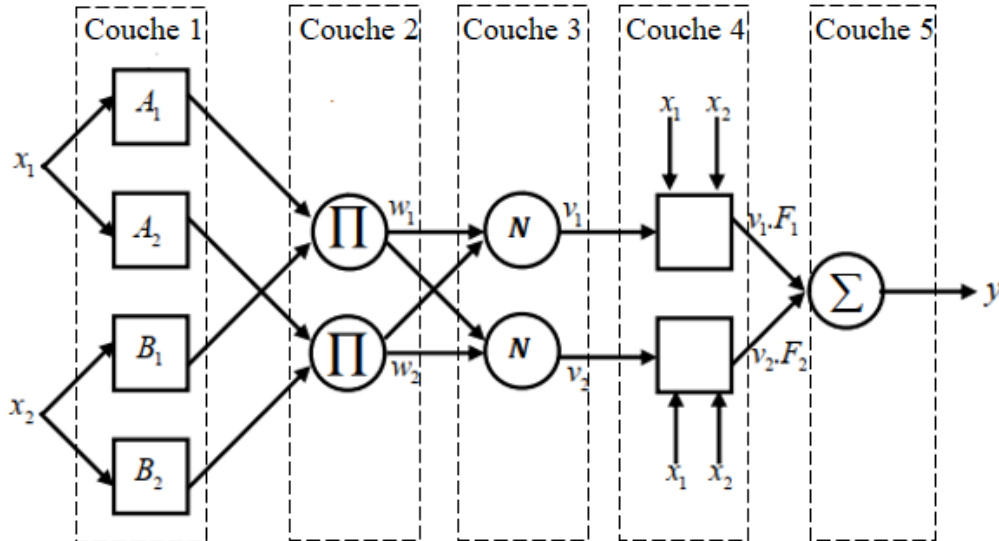 Couche 1 Couche 2 Couche 3 Couche 4 Couche 5
x₁ x₂
A₁
x₁
A₂
∏ w₁ N v₁ v₁.F₁
∑ y
B₁
∏ w₂ N v₂ v₂.F₂
x₂
B₂
x₁ x₂